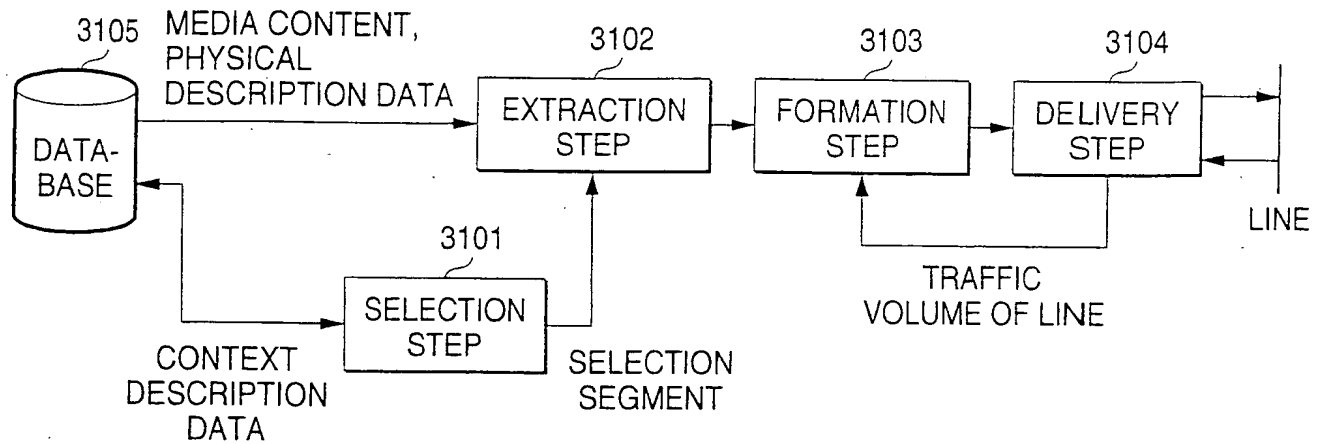 3105
MEDIA CONTENT,
PHYSICAL
DESCRIPTION DATA
3102
3103
3104
DATA-
BASE
EXTRACTION
STEP
FORMATION
STEP
DELIVERY
STEP
LINE
3101
SELECTION
STEP
TRAFFIC
VOLUME OF LINE
CONTEXT
DESCRIPTION
DATA
SELECTION
SEGMENT